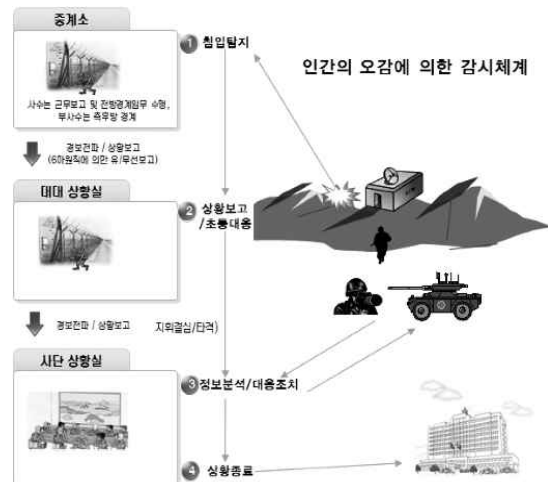 중계소
사수는 근무보고 및 전방경계임무 수행,
부사수는 측후방 경계
경보전파 / 상황보고
(6하원칙에 의한 유/무선보고)
대대 상황실
경보전파 / 상황보고
지휘결심/타격)
사단 상황실
인간의 오감에 의한 감시체계
1 침입탐지
2 상황보고
/초동대응
3 정보분석/대응조치
4 상황종료